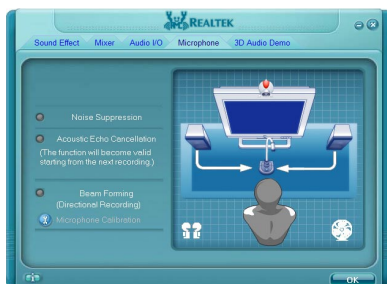 REALTEK
Sound Effect Mixer Audio I/O Microphone 3D Audio Demo
Noise Suppression
Acoustic Echo Cancellation
(The function will become valid
starting from the next recording.)
Beam Forming
(Directional Recording)
Microphone Calibration
OK